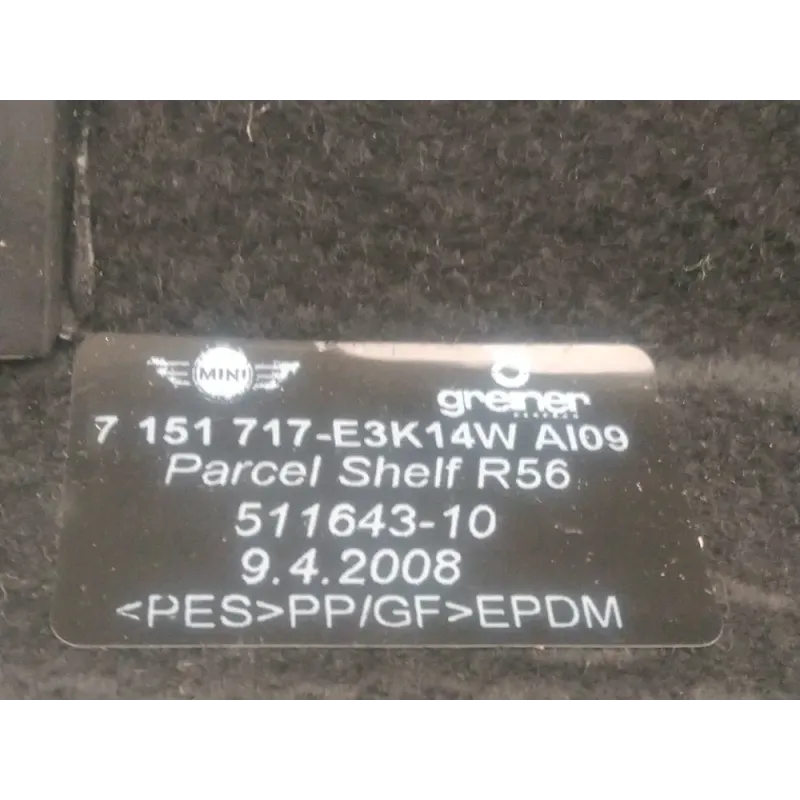 MINI
greiner
7 151 717-E3K14W AI09
Parcel Shelf R56
511643-10
9.4.2008
<PES>PP/GF>EPDM